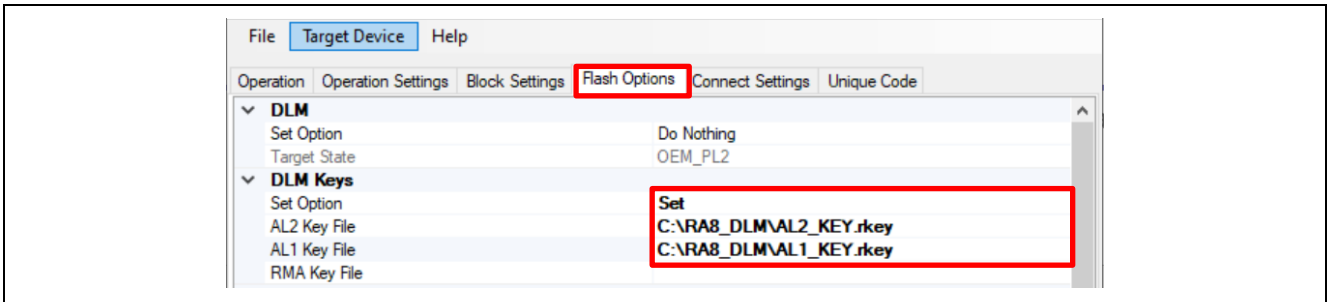 File Target Device Help
Operation Operation Settings Block Settings Flash Options Connect Settings Unique Code
DLM
Set Option Do Nothing
Target State OEM_PL2
DLM Keys
Set Option Set
AL2 Key File C:\RA8_DLM\AL2_KEY.rkey
AL1 Key File C:\RA8_DLM\AL1_KEY.rkey
RMA Key File